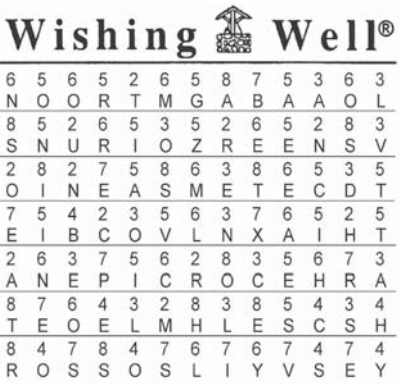 Wishing Well®
6 5 6 5 2 6 5 8 7 5 3 6 3
N O O R T M G A B A A O L
8 5 2 6 5 3 5 2 6 5 2 8 3
S N U R I O Z R E E N S V
2 8 2 7 5 8 6 3 8 6 5 3 5
O I N E A S M E T E C D T
7 5 4 2 3 5 6 3 7 6 5 2 5
E I B C O V L N X A I H T
2 6 3 7 5 6 2 8 3 5 6 7 3
A N E P I C R O C E H R A
8 7 6 4 3 2 8 3 8 5 4 3 4
T E O E L M H L E S C S H
8 4 7 8 4 7 6 7 6 7 4 7 4
R O S S O S L I Y V S E Y